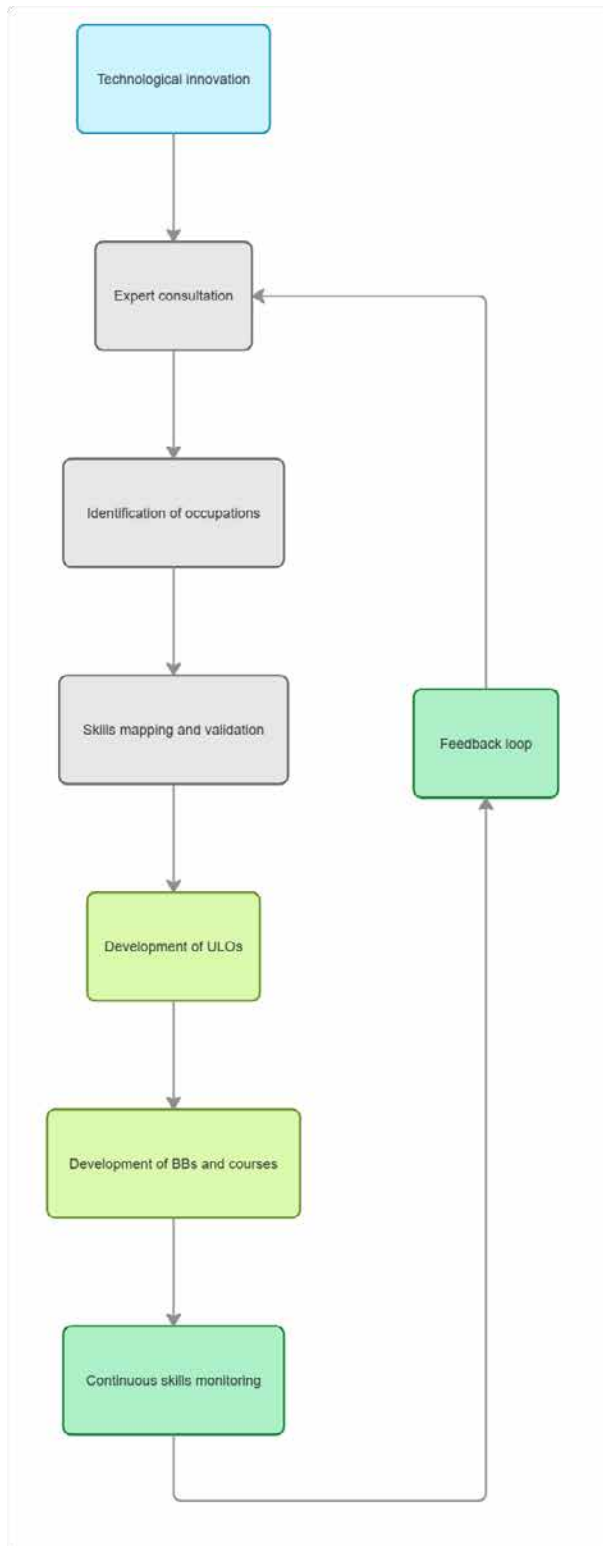 Technological innovation
Expert consultation
Identification of occupations
Skills mapping and validation
Feedback loop
Development of ULOs
Development of BBs and courses
Continuous skills monitoring